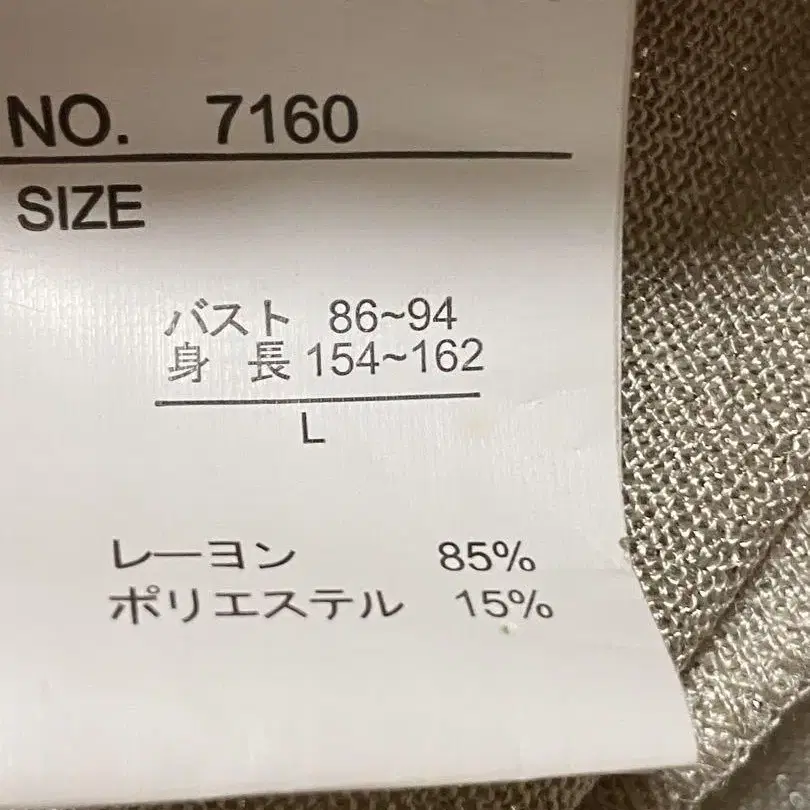 NO. 7160
SIZE
バスト 86~94
身 長 154~162
L
レーヨン 85%
ポリエステル 15%